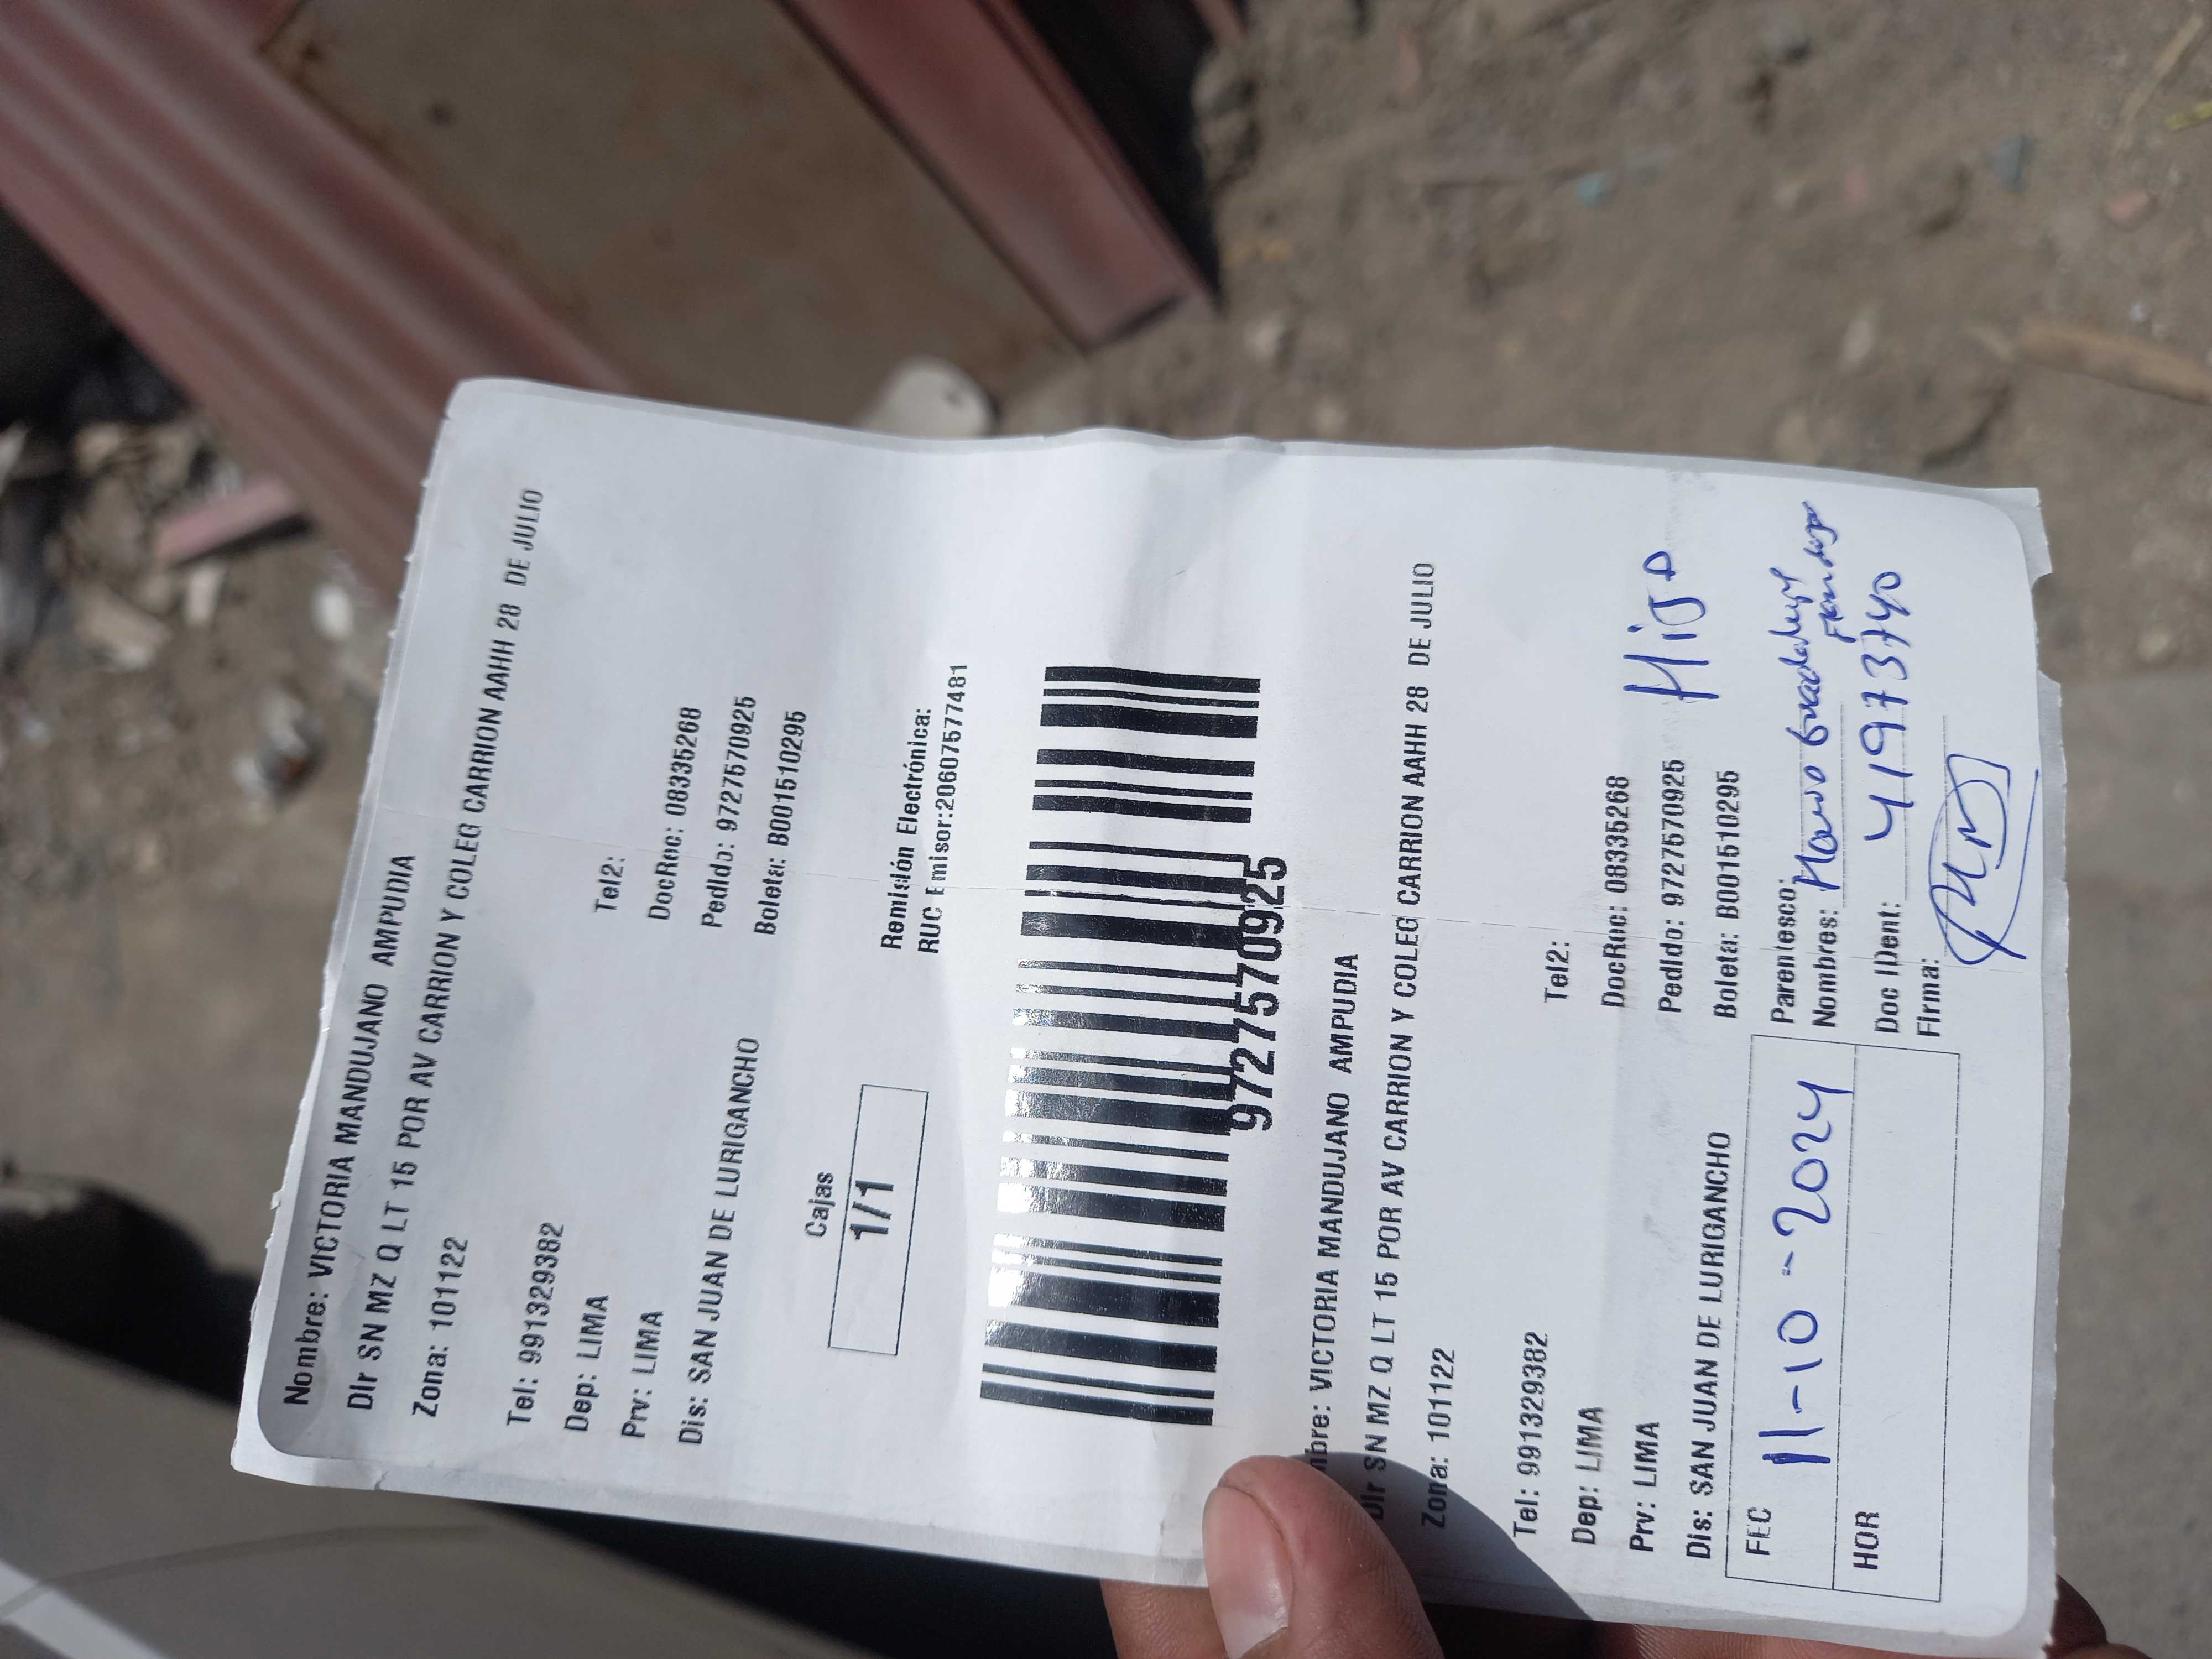 Nombre: VICTORIA MANDUJANO AMPUDIA
DIr SN MZ Q LT 15 POR AV CARRION Y COLEG CARRION AAHH 28 DE JULIO
Zona: 101122
Tel: 991329382 Tel2:
Dep: LIMA DocRec: 08335268
Prv: LIMA PedIdo: 9727570925
Dis: SAN JUAN DE LURIGANCHO Boleta: B001510295
Cajas
1/1
Remisión Electrónica:
RUC Emisor:20607577481
9727570925
mbre: VICTORIA MANDUJANO AMPUDIA
DIr SN MZ Q LT 15 POR AV CARRION Y COLEG CARRION AAHH 28 DE JULIO
Zona: 101122
Tel: 991329382 Tel2:
Dep: LIMA DocRec: 08335268
Prv: LIMA PedIdo: 9727570925
Dis: SAN JUAN DE LURIGANCHO Boleta: B001510295
Hijo
FEC 11-10-2024
HOR
Parentesco:
Nombres:
Doc IDent: 41973740
Firma: